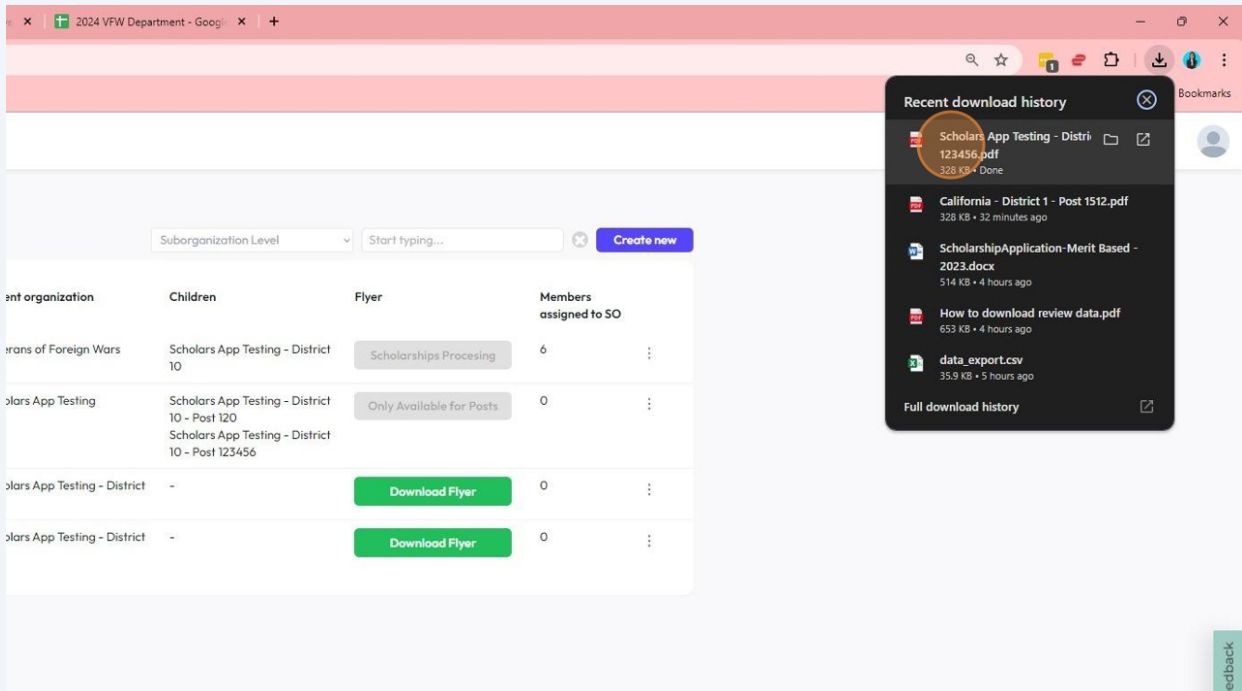 2024 VFW Department - Googl
1
Bookmarks
Recent download history
Scholars App Testing - Distri
123456.pdf
328 KB • Done
California - District 1 - Post 1512.pdf
328 KB • 32 minutes ago
ScholarshipApplication-Merit Based -
2023.docx
514 KB • 4 hours ago
How to download review data.pdf
653 KB • 4 hours ago
data_export.csv
35.9 KB • 5 hours ago
Full download history
Suborganization Level
Start typing...
Create new
ent organization
Children
Flyer
Members
assigned to SO
erans of Foreign Wars
Scholars App Testing - District
10
Scholarships Procesing
6
olars App Testing
Scholars App Testing - District
10 - Post 120
Scholars App Testing - District
10 - Post 123456
Only Available for Posts
0
olars App Testing - District
-
Download Flyer
0
olars App Testing - District
-
Download Flyer
0
edback